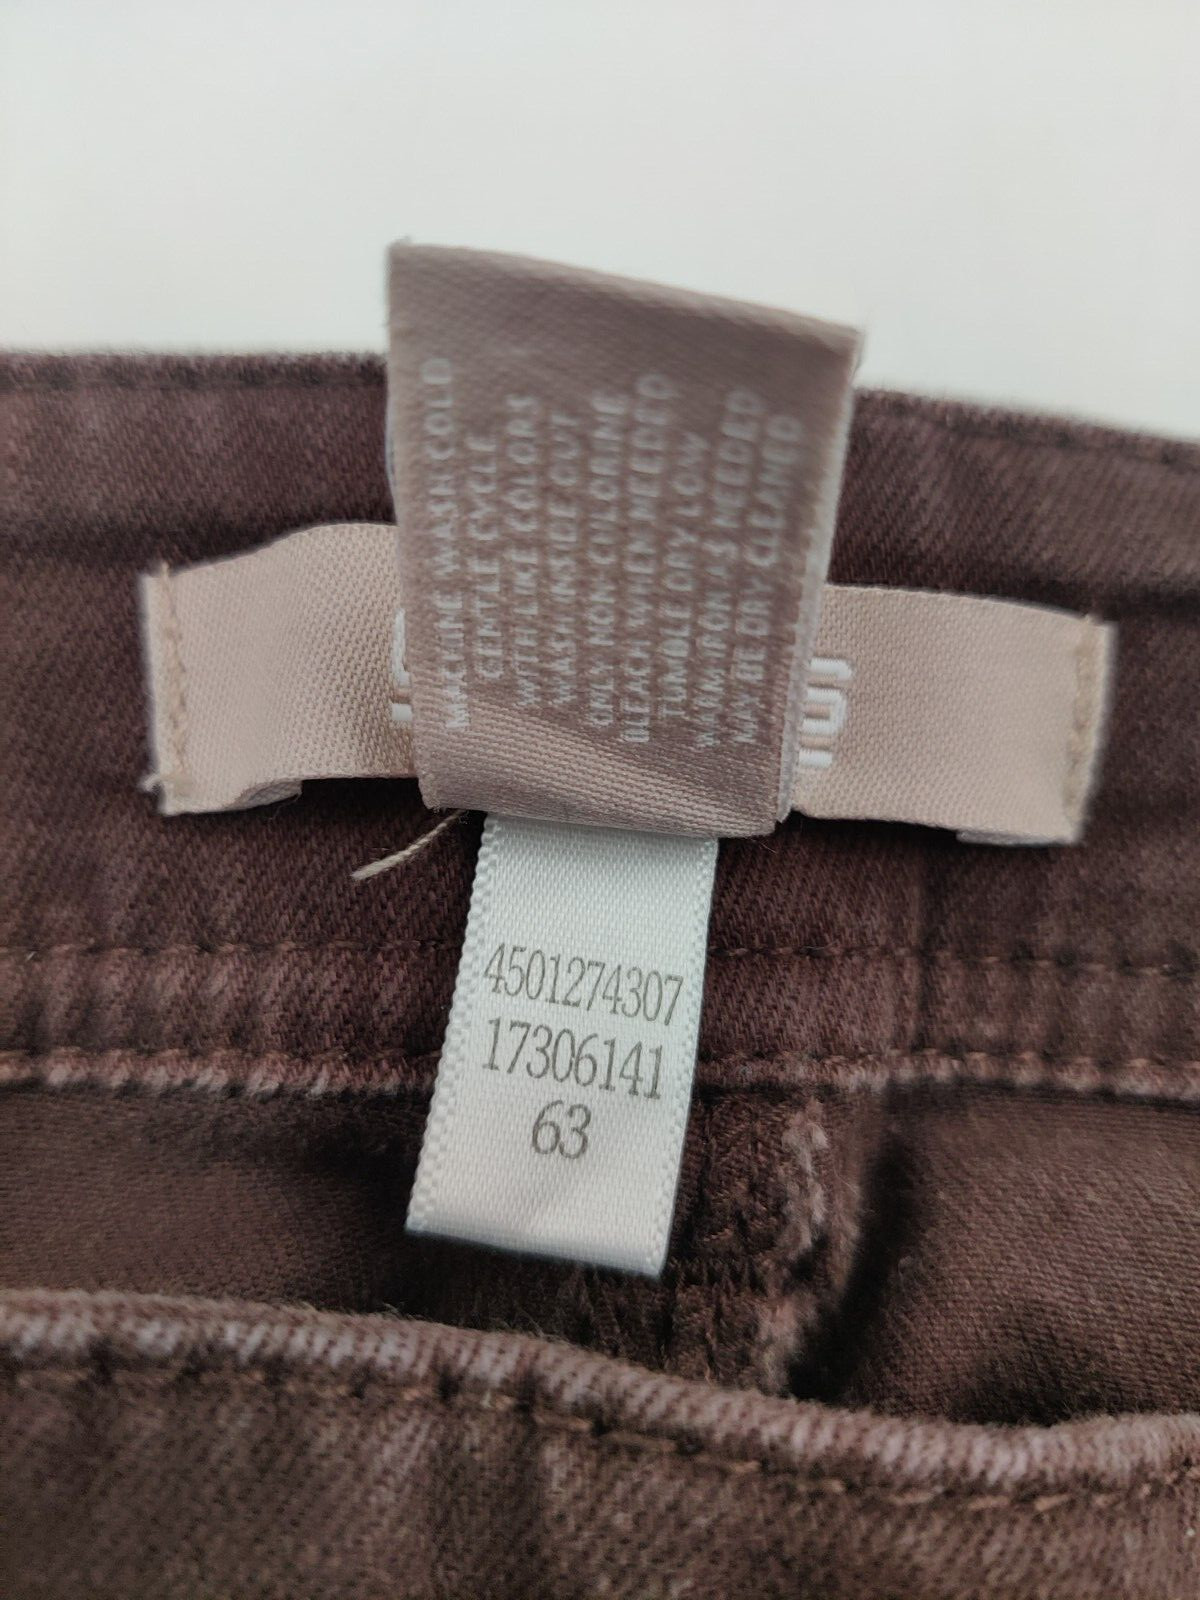 MACHINE WASH COLD
GENTLE CYCLE
WITH LIKE COLORS
WASH INSIDE OUT
ONLY NON-CHLORINE
BLEACH WHEN NEEDED
TUMBLE DRY LOW
WARM IRON AS NEEDED
MAY BE DRY CLEANED
4501274307
17306141
63